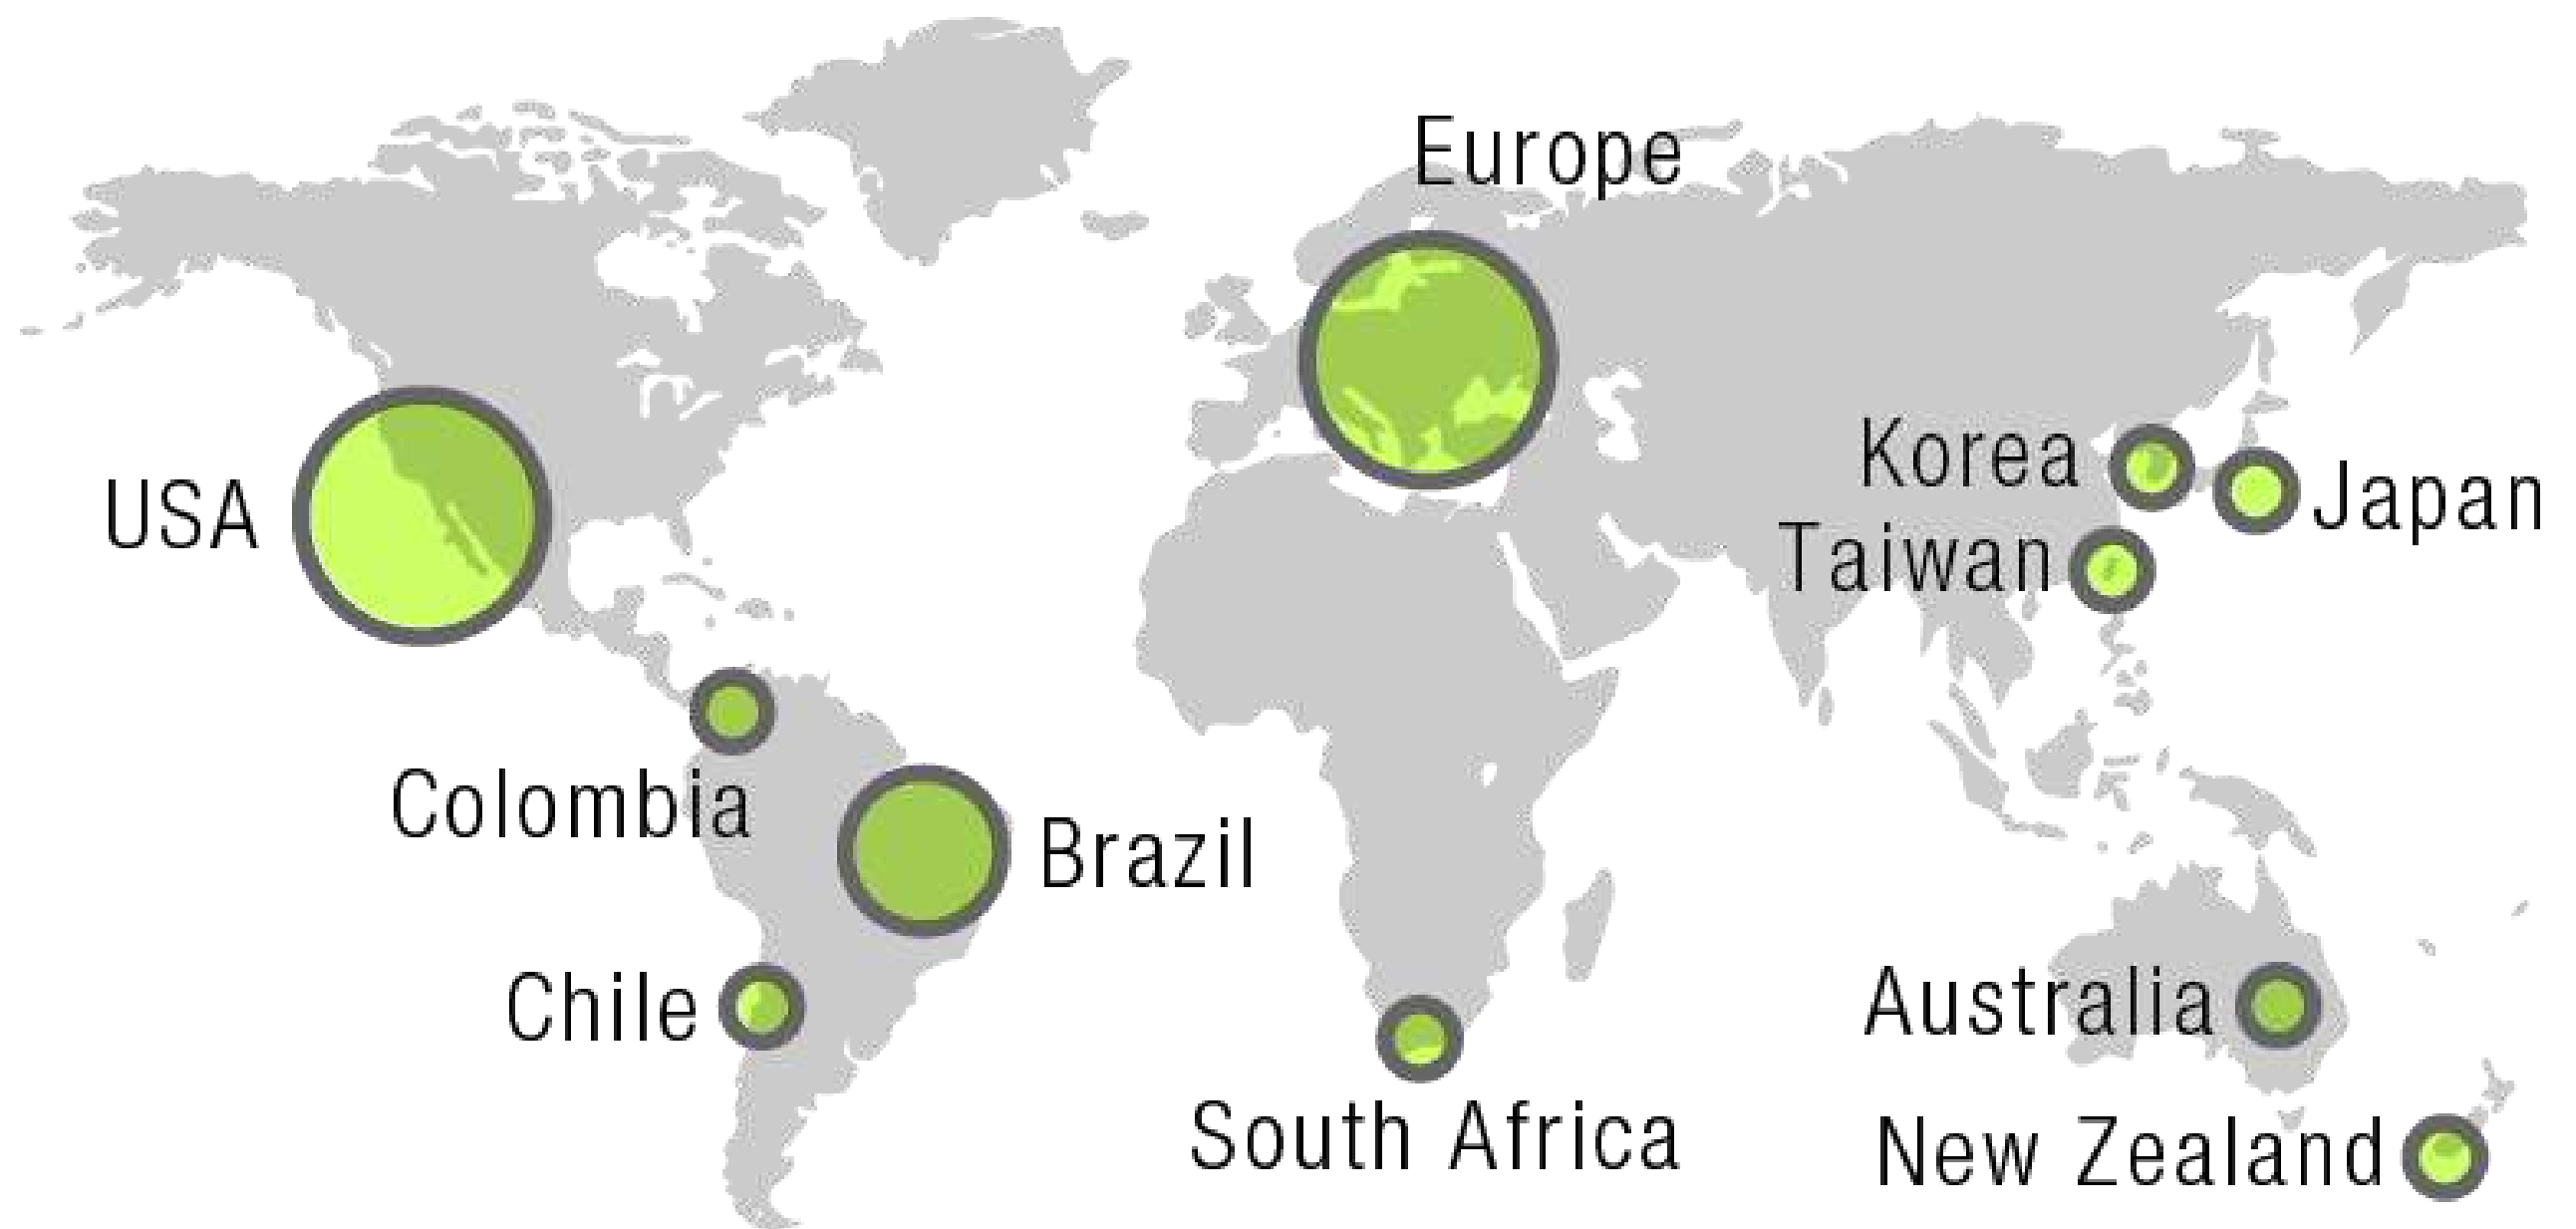 Europe
Korea
Japan
USA
Taiwan
Colombia
Brazil
Chile
Australia
South Africa
New Zealand